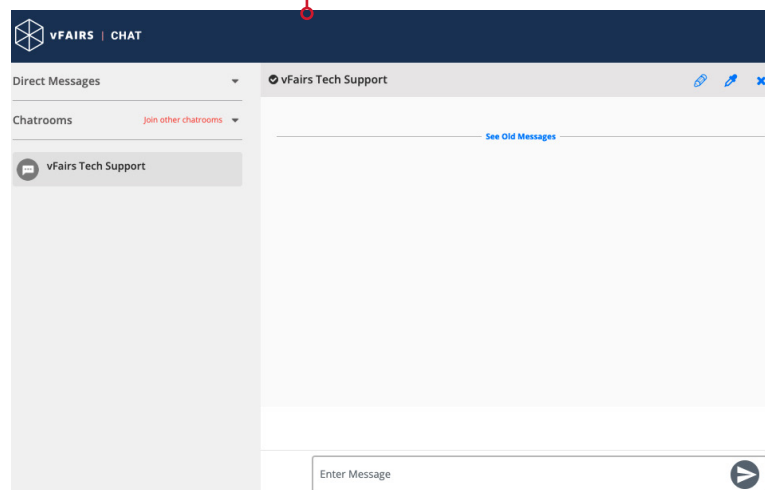 vFAIRS | CHAT
Direct Messages
Chatrooms
Join other chatrooms
vFairs Tech Support
vFairs Tech Support
See Old Messages
Enter Message